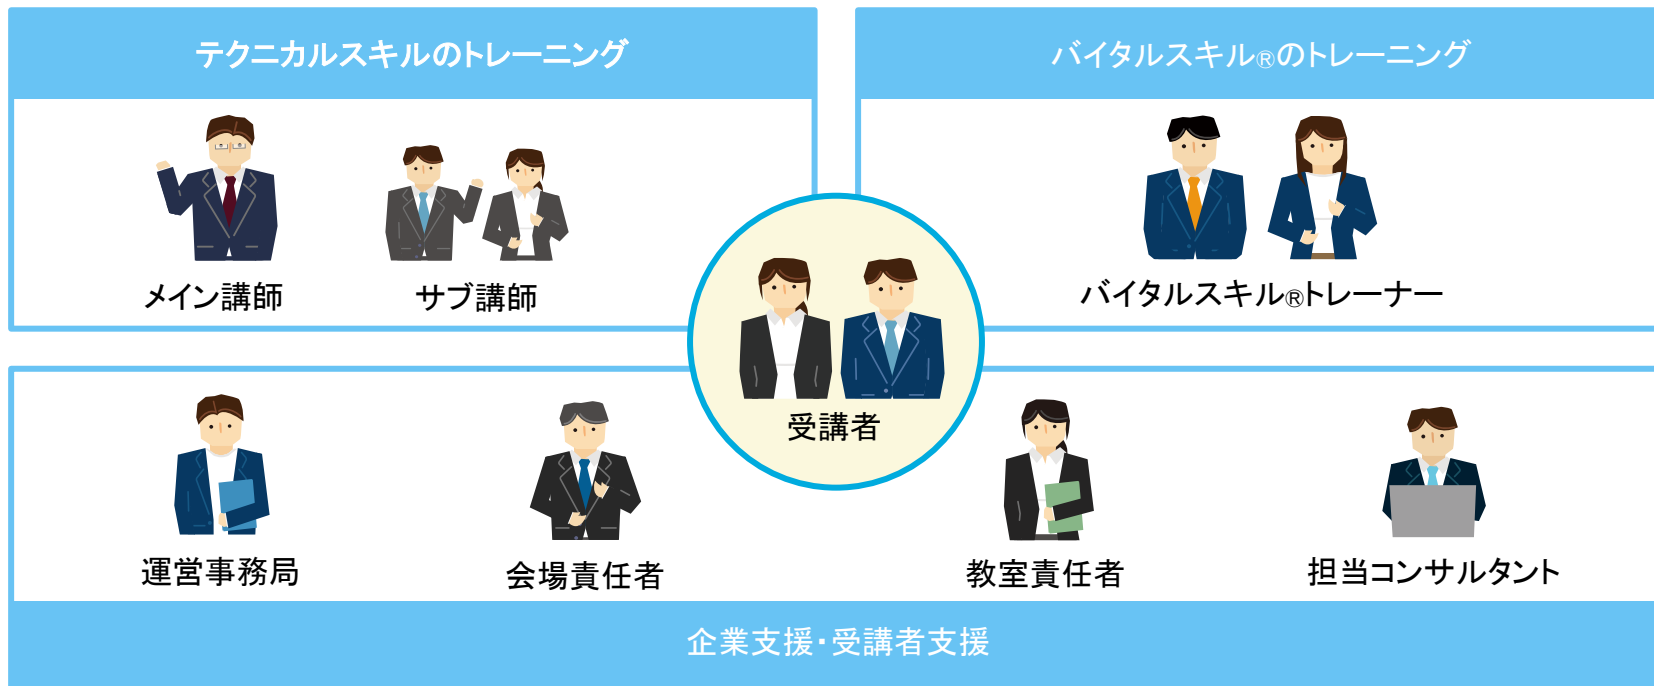 テクニカルスキルのトレーニング
バイタルスキル®のトレーニング
メイン講師
サブ講師
バイタルスキル®トレーナー
受講者
運営事務局
会場責任者
教室責任者
担当コンサルタント
企業支援・受講者支援